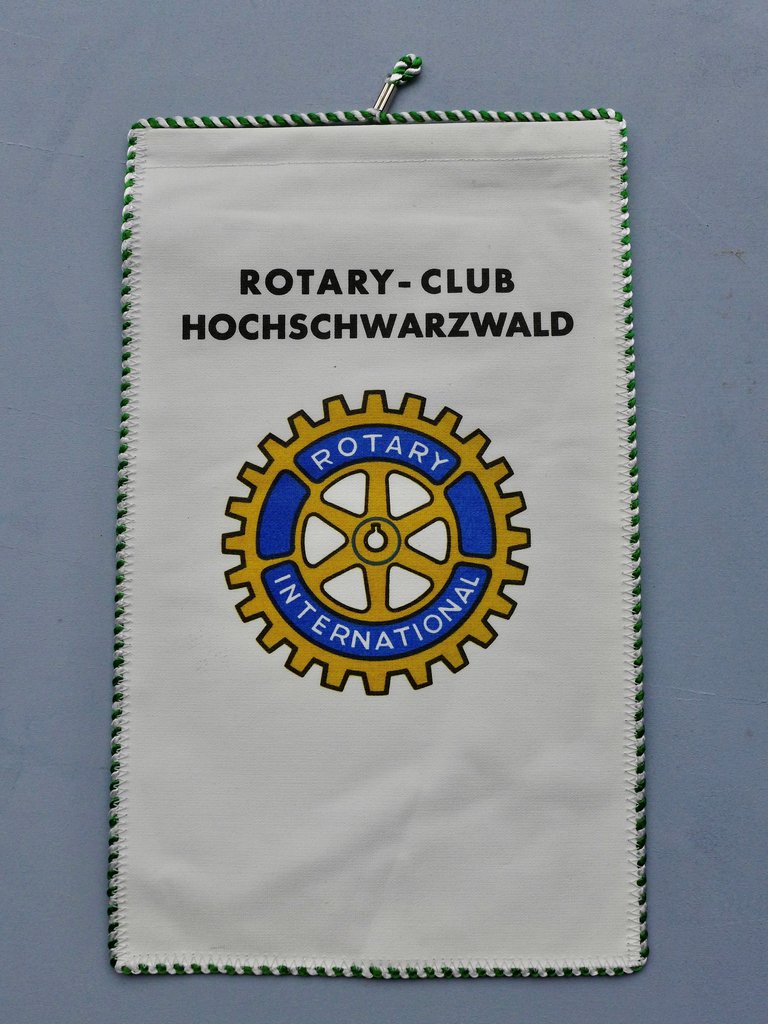 ROTARY-CLUB
HOCHSCHWARZWALD
ROTARY
INTERNATIONAL